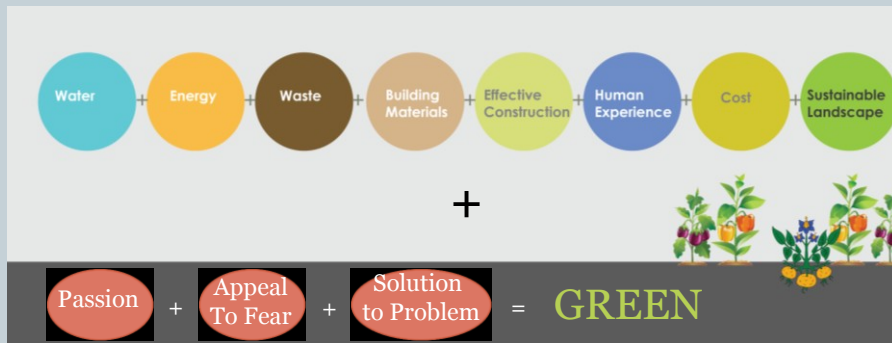 Water + Energy + Waste + Building Materials + Effective Construction + Human Experience + Cost + Sustainable Landscape
+
Passion + Appeal To Fear + Solution to Problem = GREEN